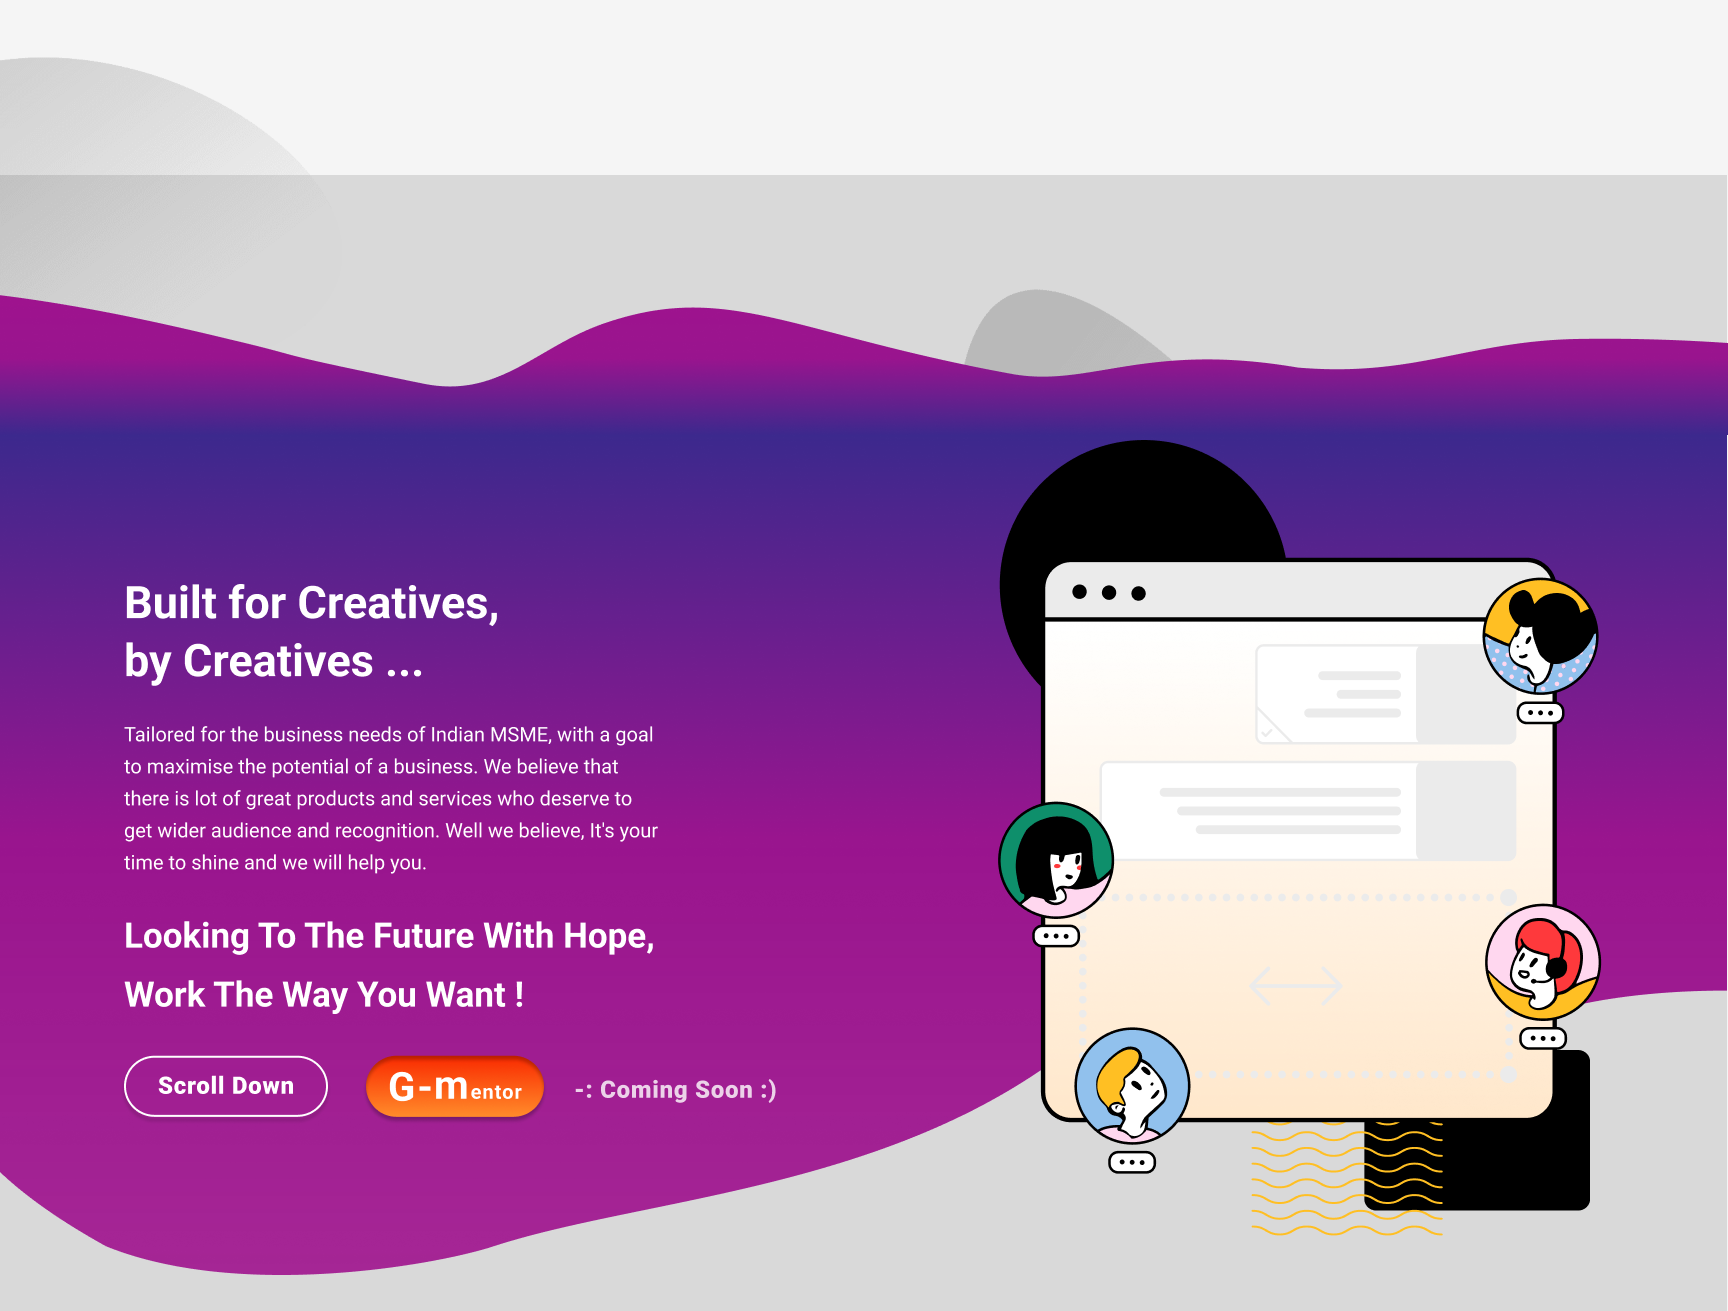 Built for Creatives,
by Creatives ...
Tailored for the business needs of Indian MSME, with a goal
to maximise the potential of a business. We believe that
there is lot of great products and services who deserve to
get wider audience and recognition. Well we believe, It's your
time to shine and we will help you.
Looking To The Future With Hope,
Work The Way You Want !
Scroll Down
G-mentor
-: Coming Soon :)